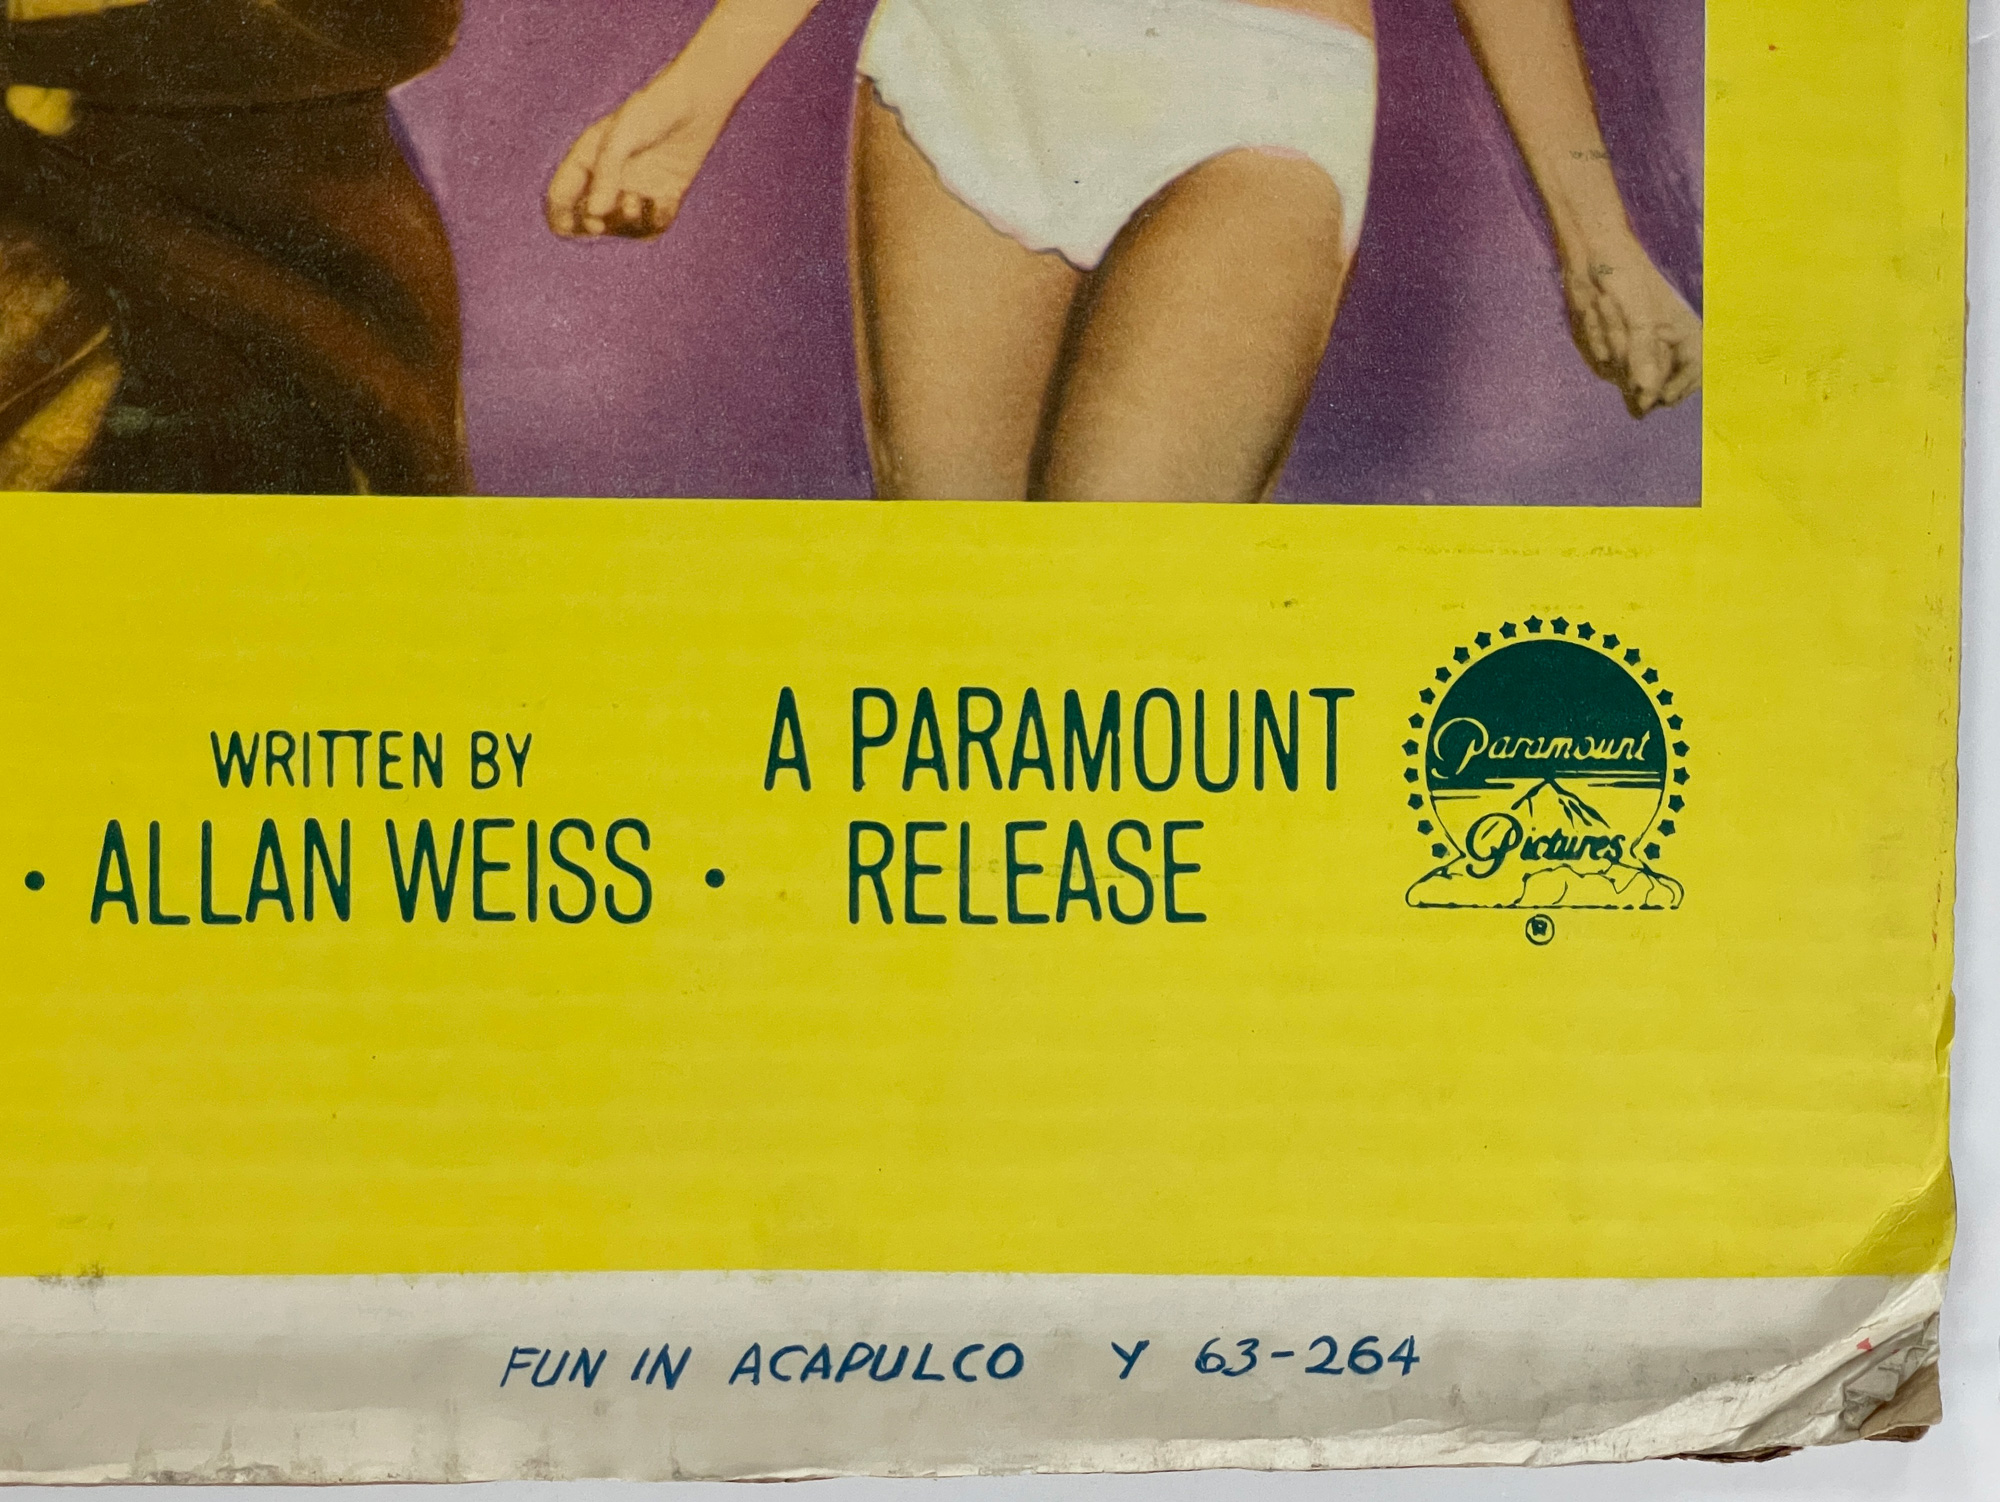 WRITTEN BY
• ALLAN WEISS •
A PARAMOUNT
RELEASE
Paramount
Pictures
®
FUN IN ACAPULCO Y 63-264